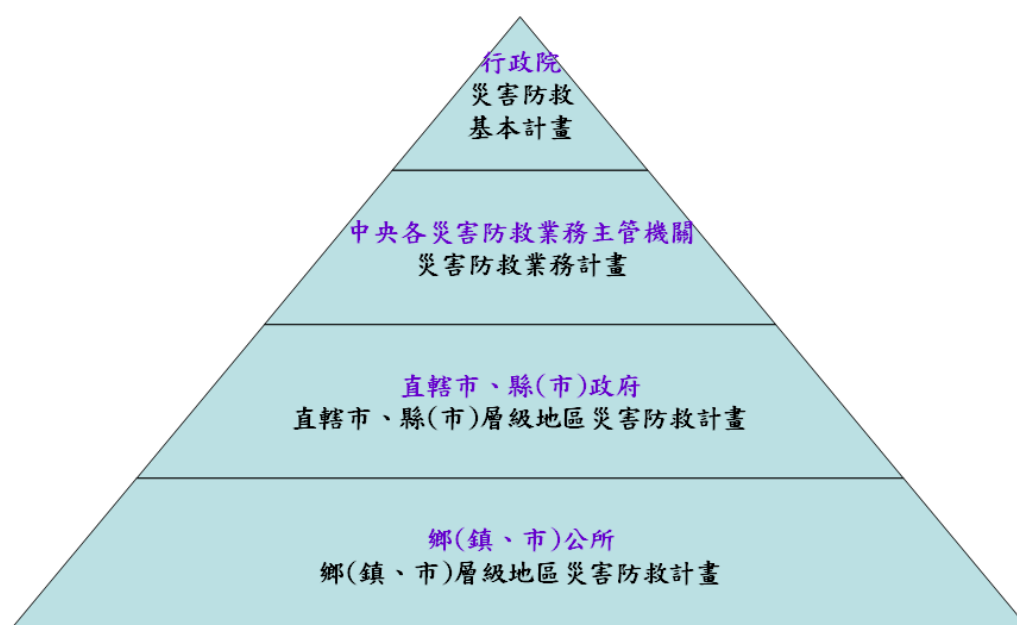 行政院
災害防救
基本計畫
中央各災害防救業務主管機關
災害防救業務計畫
直轄市、縣(市)政府
直轄市、縣(市)層級地區災害防救計畫
鄉(鎮、市)公所
鄉(鎮、市)層級地區災害防救計畫